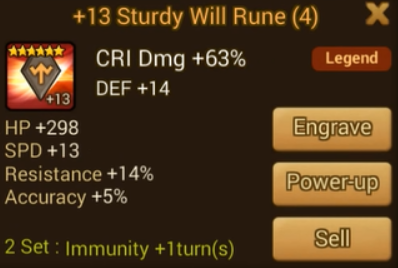 +13 Sturdy Will Rune (4)
X
+13
CRI Dmg +63%
Legend
DEF +14
HP +298
SPD +13
Resistance +14%
Accuracy +5%
Engrave
Power-up
Sell
2 Set : Immunity +1turn(s)